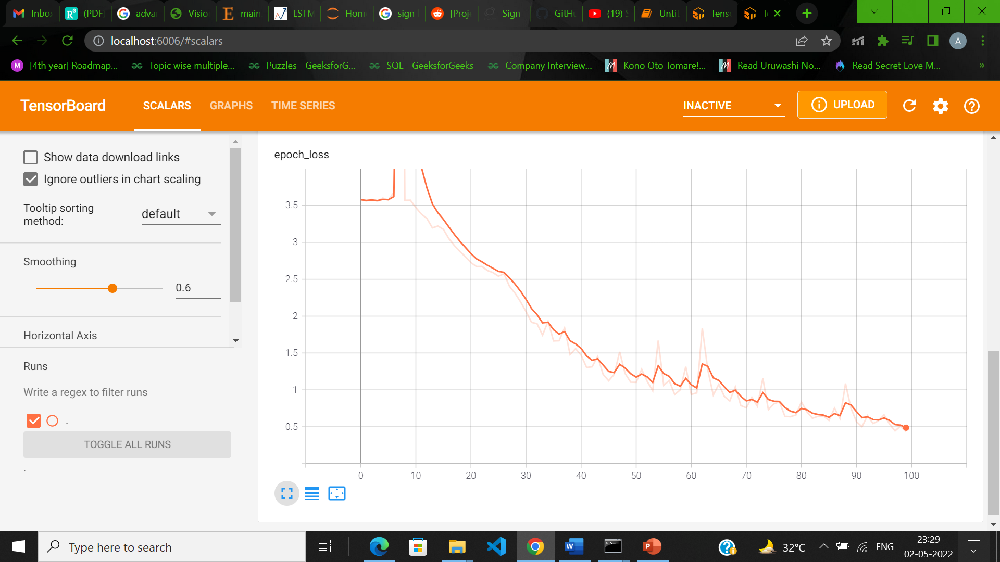 Inbo
(PDF)
adva
Visio
main
LSTM
Hom
sign
[Proj
Sign
GitHu
(19) S
Untit
Tenso
Te
localhost:6006/#scalars
A
M [4th year] Roadmap...
Topic wise multiple...
Puzzles - GeeksforG...
SQL - GeeksforGeeks
Company Interview...
Kono Oto Tomare!...
Read Uruwashi No...
Read Secret Love M...
»
TensorBoard
SCALARS
GRAPHS
TIME SERIES
INACTIVE
UPLOAD
Show data download links
Ignore outliers in chart scaling
Tooltip sorting
method:
default
Smoothing
0.6
Horizontal Axis
Runs
Write a regex to filter runs
.
TOGGLE ALL RUNS
.
epoch_loss
3.5
3
2.5
2
1.5
1
0.5
0 10 20 30 40 50 60 70 80 90 100
Type here to search
32°C
ENG
23:29
02-05-2022